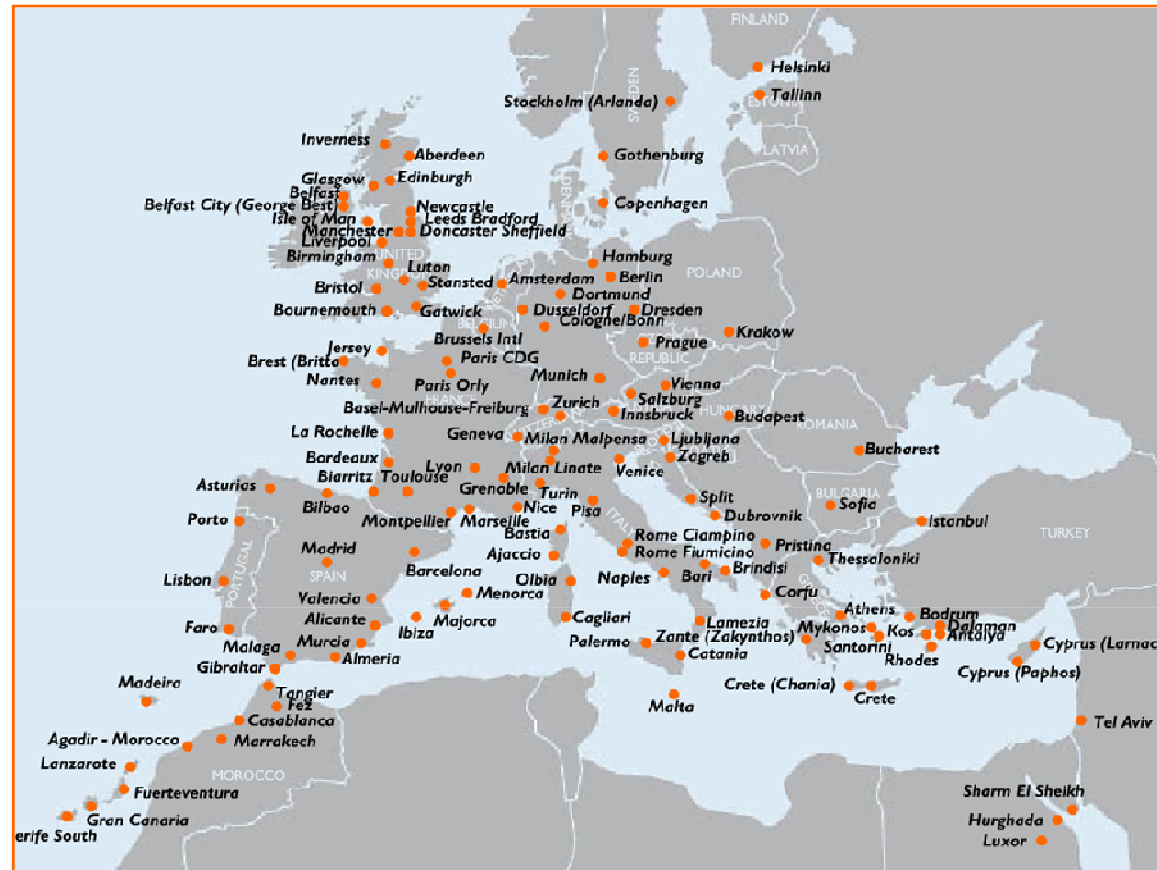 FINLAND
Helsinki
Tallinn
ESTONIA
Stockholm (Arlanda)
SWEDEN
LATVIA
Inverness
Aberdeen
Gothenburg
Glasgow
Edinburgh
Belfast
Belfast City (George Best)
Newcastle
Copenhagen
Isle of Man
Leeds Bradford
Manchester
Doncaster Sheffield
Liverpool
UNITED
KINGDOM
Birmingham
Luton
Hamburg
Bristol
Stansted
Amsterdam
Berlin
POLAND
Dortmund
Bournemouth
Gatwick
Dusseldorf
Dresden
BELGIUM
Cologne/Bonn
Brussels Intl
Krakow
Jersey
Prague
REPUBLIC
Brest (Britta
Paris CDG
Nantes
Paris Orly
FRANCE
Munich
Vienna
Salzburg
Basel-Mulhouse-Freiburg
Zurich
Innsbruck
HUNGARY
Budapest
ROMANIA
La Rochelle
Geneva
Milan Malpensa
Ljubljana
Bucharest
Bordeaux
Lyon
Milan Linate
Venice
Zagreb
Biarritz
Toulouse
Grenoble
Turin
Asturias
Bilbao
Nice
Pisa
Split
BULGARIA
Sofia
Porto
Montpellier
Marseille
Bastia
ITALY
Dubrovnik
Istanbul
TURKEY
Madrid
SPAIN
Barcelona
Ajaccio
Rome Ciampino
Rome Fiumicino
Pristina
Thessaloniki
Lisbon
PORTUGAL
Menorca
Olbia
Naples
Bari
Brindisi
Corfu
Valencia
Majorca
Ibiza
Cagliari
Faro
Alicante
Murcia
Almeria
Malaga
Gibraltar
Palermo
Lamezia
Catania
Zante (Zakynthos)
Athens
Mykonos
Santorini
Kos
Bodrum
Dalaman
Antalya
Rhodes
Cyprus (Larnac
Cyprus (Paphos)
Madeira
Tangier
Fez
Malta
Crete (Chania)
Crete
Casablanca
Tel Aviv
Agadir - Morocco
Marrakech
Lanzarote
MOROCCO
Fuerteventura
Gran Canaria
erife South
Sharm El Sheikh
Hurghada
Luxor